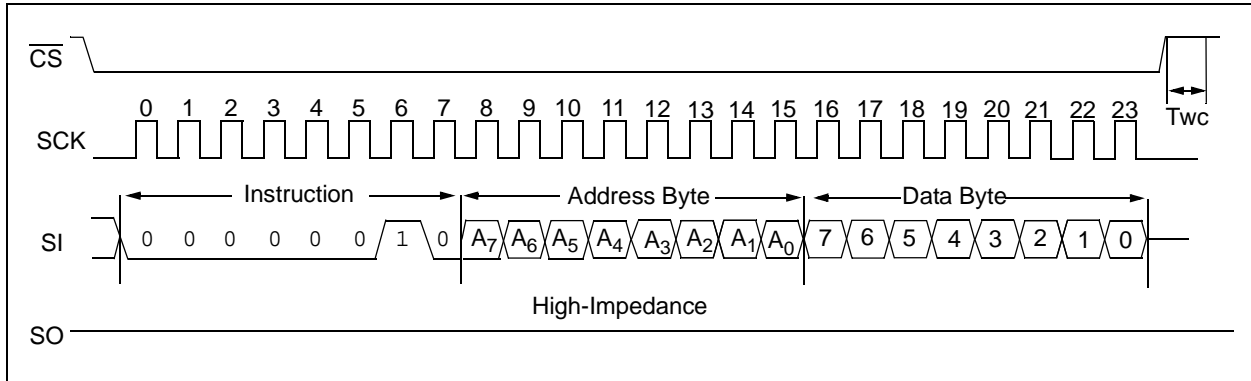 CS
0 1 2 3 4 5 6 7 8 9 10 11 12 13 14 15 16 17 18 19 20 21 22 23
Twc
SCK
Instruction Address Byte Data Byte
SI 0 0 0 0 0 0 1 0 A7 A6 A5 A4 A3 A2 A1 A0 7 6 5 4 3 2 1 0
High-Impedance
SO